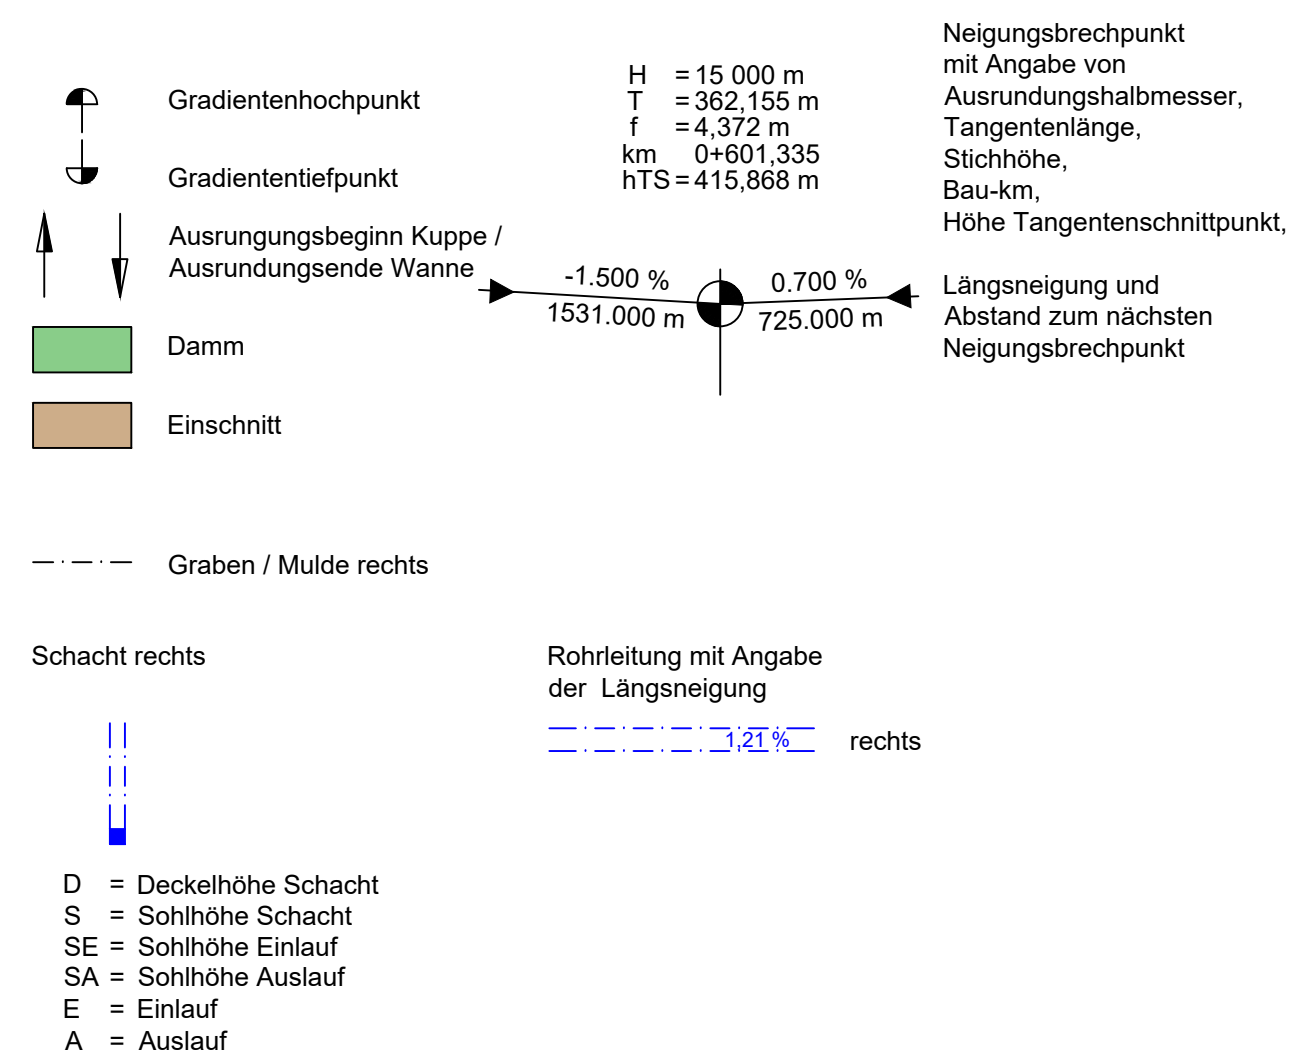 Gradientenhochpunkt
Gradiententiefpunkt
Ausrungungsbeginn Kuppe /
Ausrundungsende Wanne
Damm
Einschnitt
H = 15 000 m
T = 362,155 m
f = 4,372 m
km 0+601,335
hTS = 415,868 m
-1.500 % 0.700 %
1531.000 m 725.000 m
Neigungsbrechpunkt
mit Angabe von
Ausrundungshalbmesser,
Tangentenlänge,
Stichhöhe,
Bau-km,
Höhe Tangentenschnittpunkt,
Längsneigung und
Abstand zum nächsten
Neigungsbrechpunkt
Graben / Mulde rechts
Schacht rechts
Rohrleitung mit Angabe
der Längsneigung
1,21 % rechts
D = Deckelhöhe Schacht
S = Sohlhöhe Schacht
SE = Sohlhöhe Einlauf
SA = Sohlhöhe Auslauf
E = Einlauf
A = Auslauf